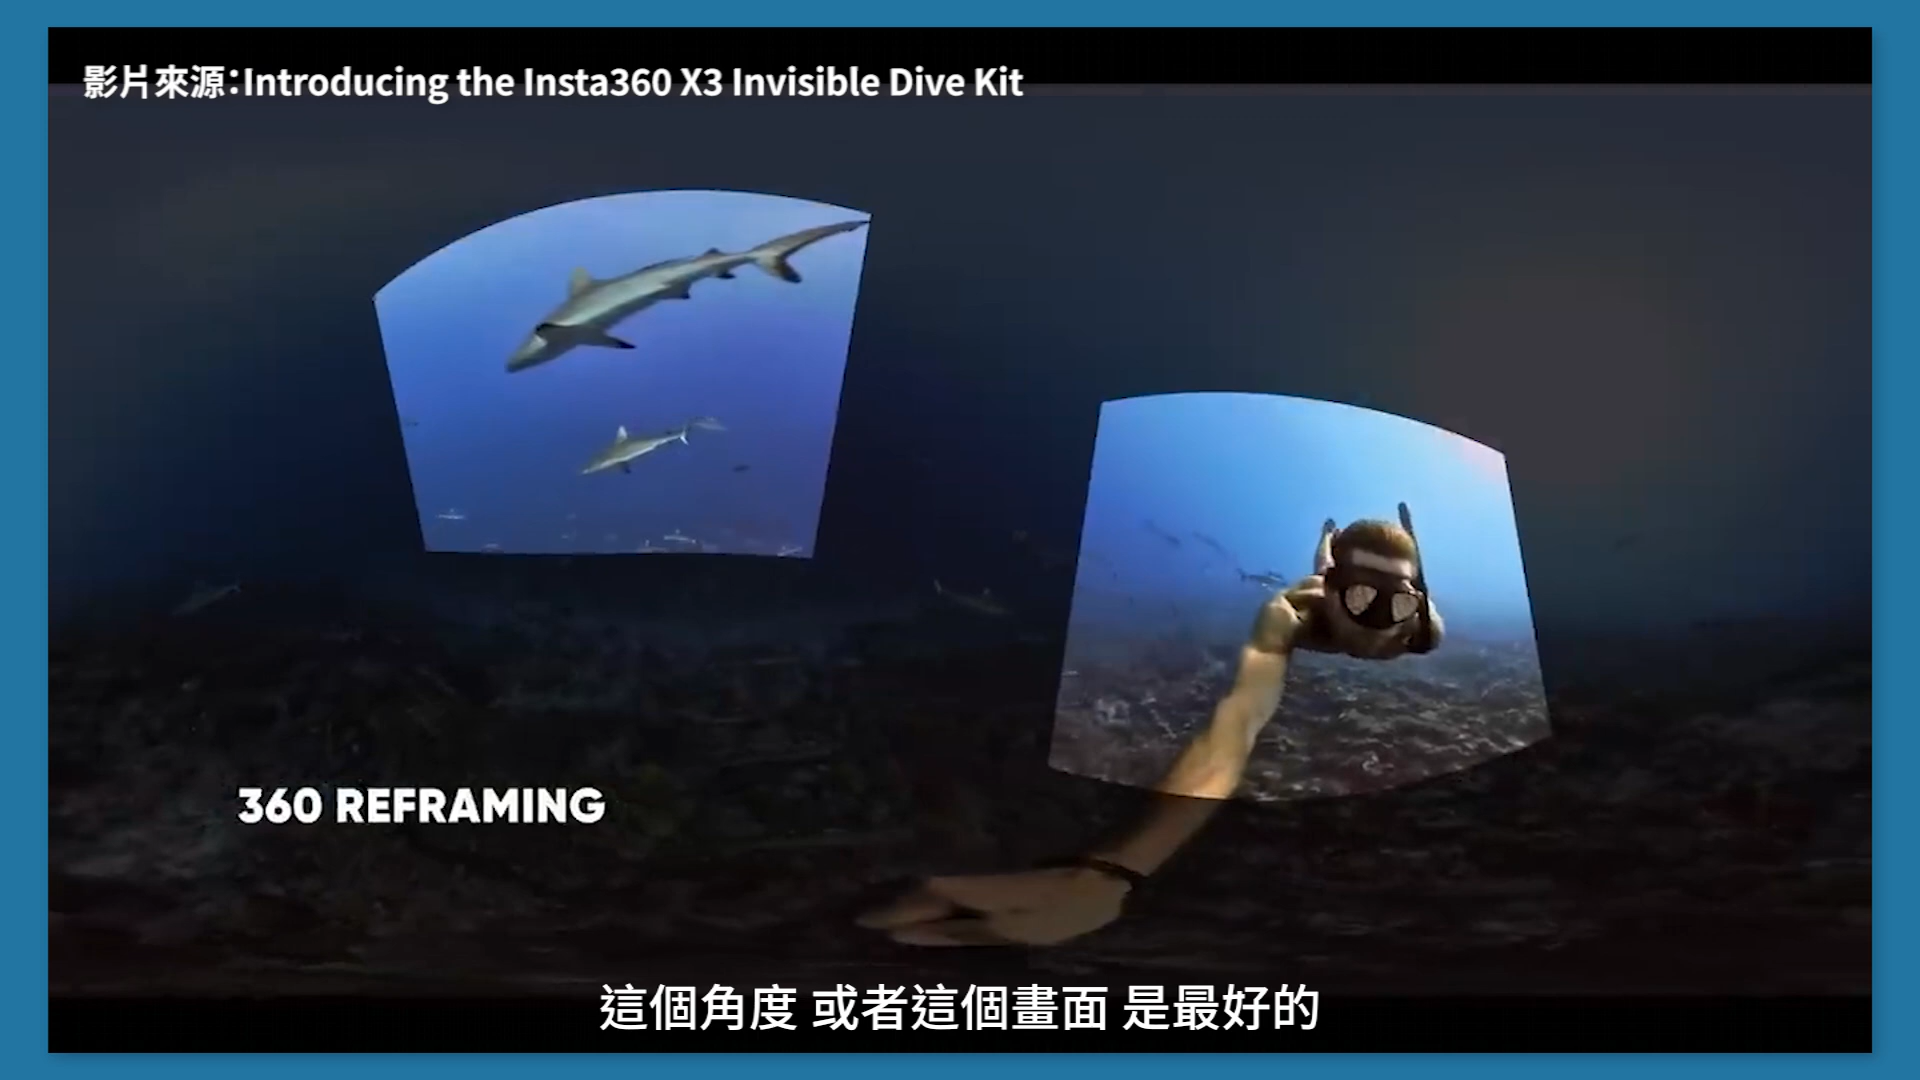 影片來源:Introducing the Insta360 X3 Invisible Dive Kit
360 REFRAMING
這個角度 或者這個畫面 是最好的